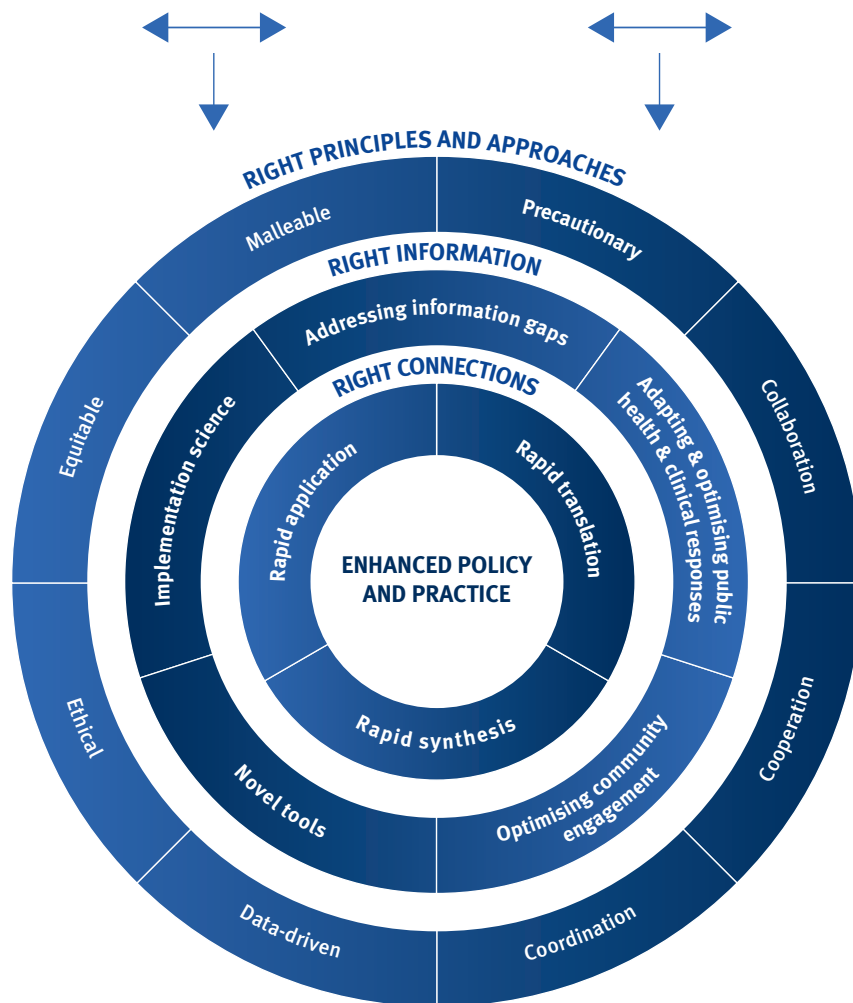 RIGHT PRINCIPLES AND APPROACHES
Malleable
Precautionary
Collaboration
Cooperation
Coordination
Data-driven
Ethical
Equitable
RIGHT INFORMATION
Addressing information gaps
Adapting & optimising public
health & clinical responses
Optimising community
engagement
Novel tools
Implementation science
RIGHT CONNECTIONS
Rapid application
Rapid translation
Rapid synthesis
ENHANCED POLICY
AND PRACTICE